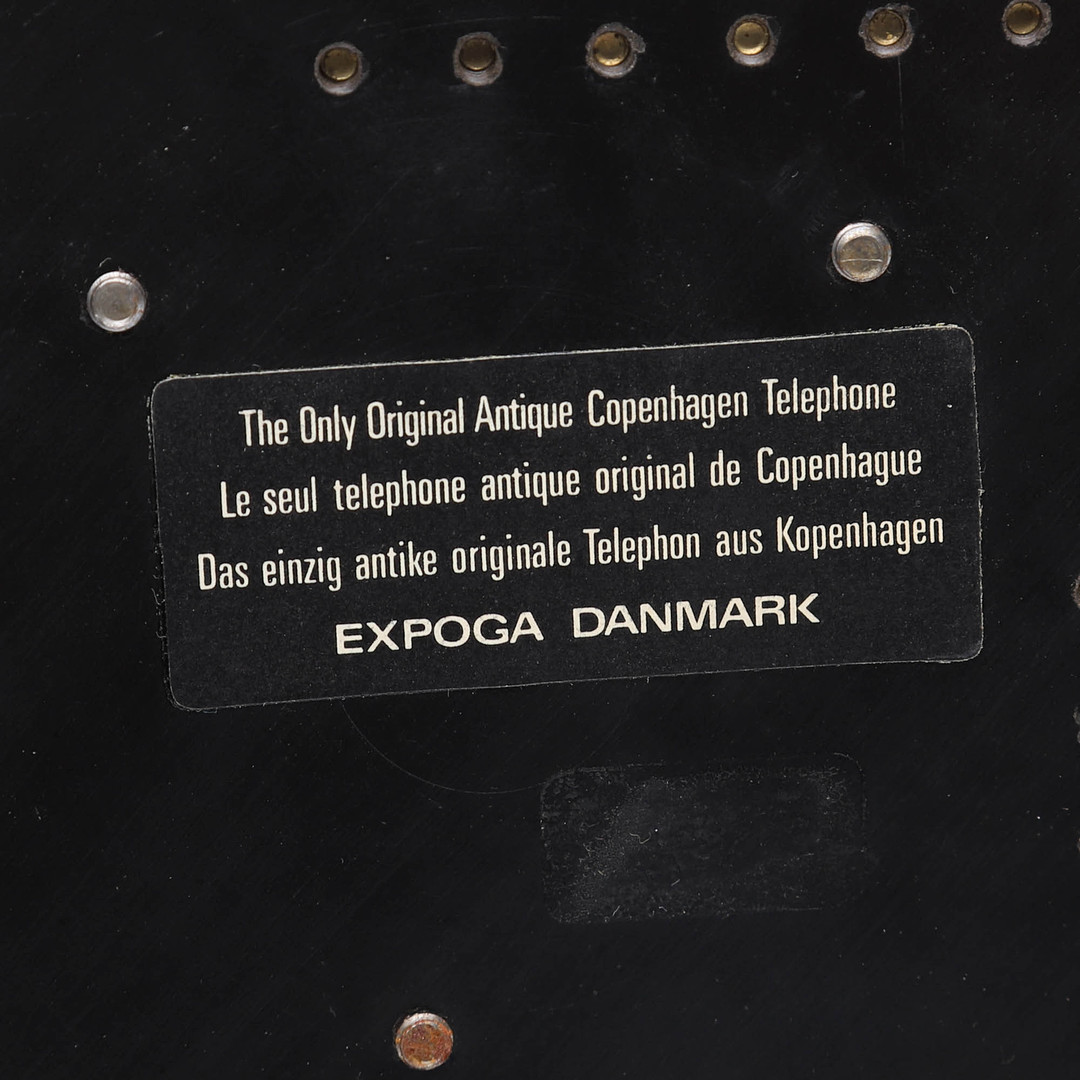 The Only Original Antique Copenhagen Telephone
Le seul telephone antique original de Copenhague
Das einzig antike originale Telephon aus Kopenhagen
EXPOGA DANMARK